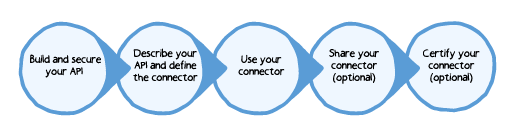 Build and secure
your API
Describe your
API and define
the connector
Use your
connector
Share your
connector
(optional)
Certify your
connector
(optional)